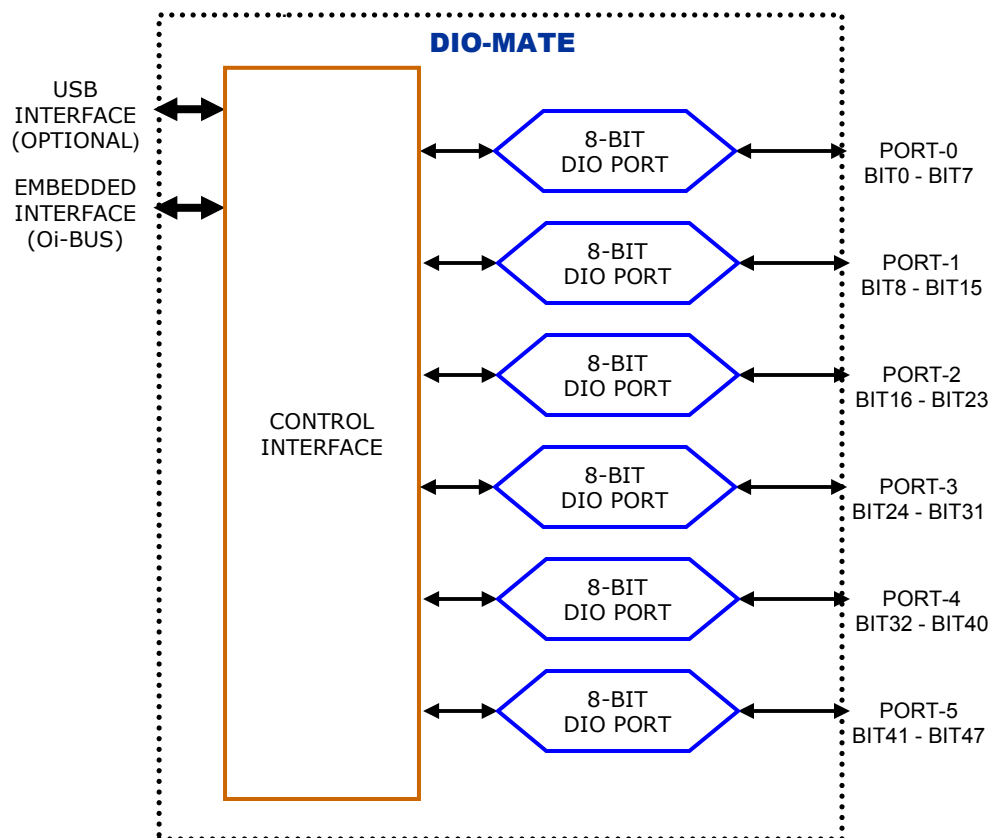 DIO-MATE
USB
INTERFACE
(OPTIONAL)
EMBEDDED
INTERFACE
(Oi-BUS)
CONTROL
INTERFACE
8-BIT
DIO PORT
PORT-0
BIT0 - BIT7
8-BIT
DIO PORT
PORT-1
BIT8 - BIT15
8-BIT
DIO PORT
PORT-2
BIT16 - BIT23
8-BIT
DIO PORT
PORT-3
BIT24 - BIT31
8-BIT
DIO PORT
PORT-4
BIT32 - BIT40
8-BIT
DIO PORT
PORT-5
BIT41 - BIT47